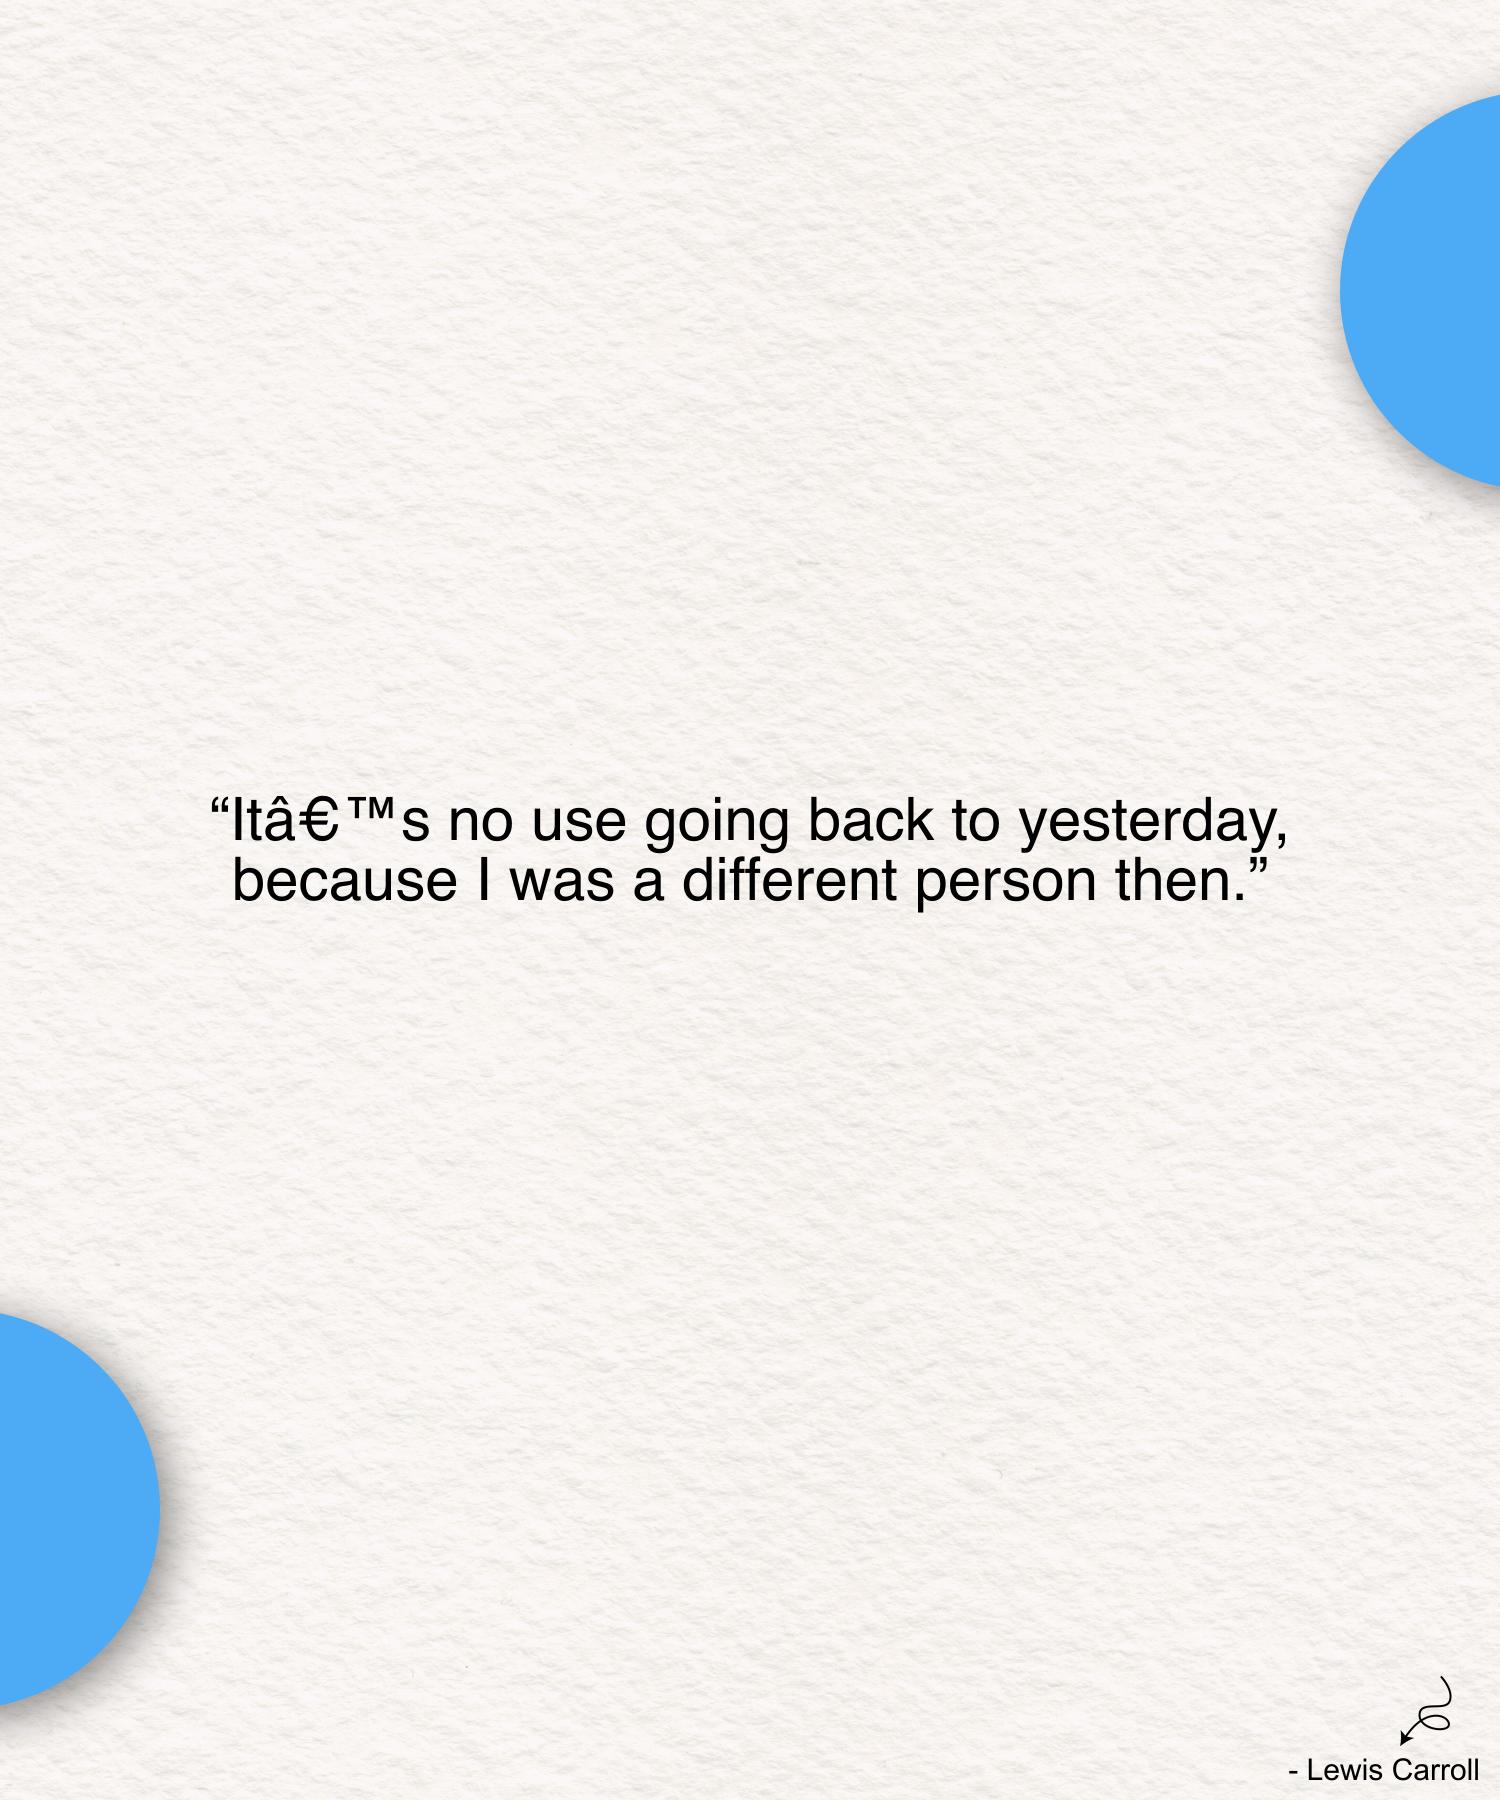 “Itâ€™s no use going back to yesterday,
because I was a different person then.”
- Lewis Carroll